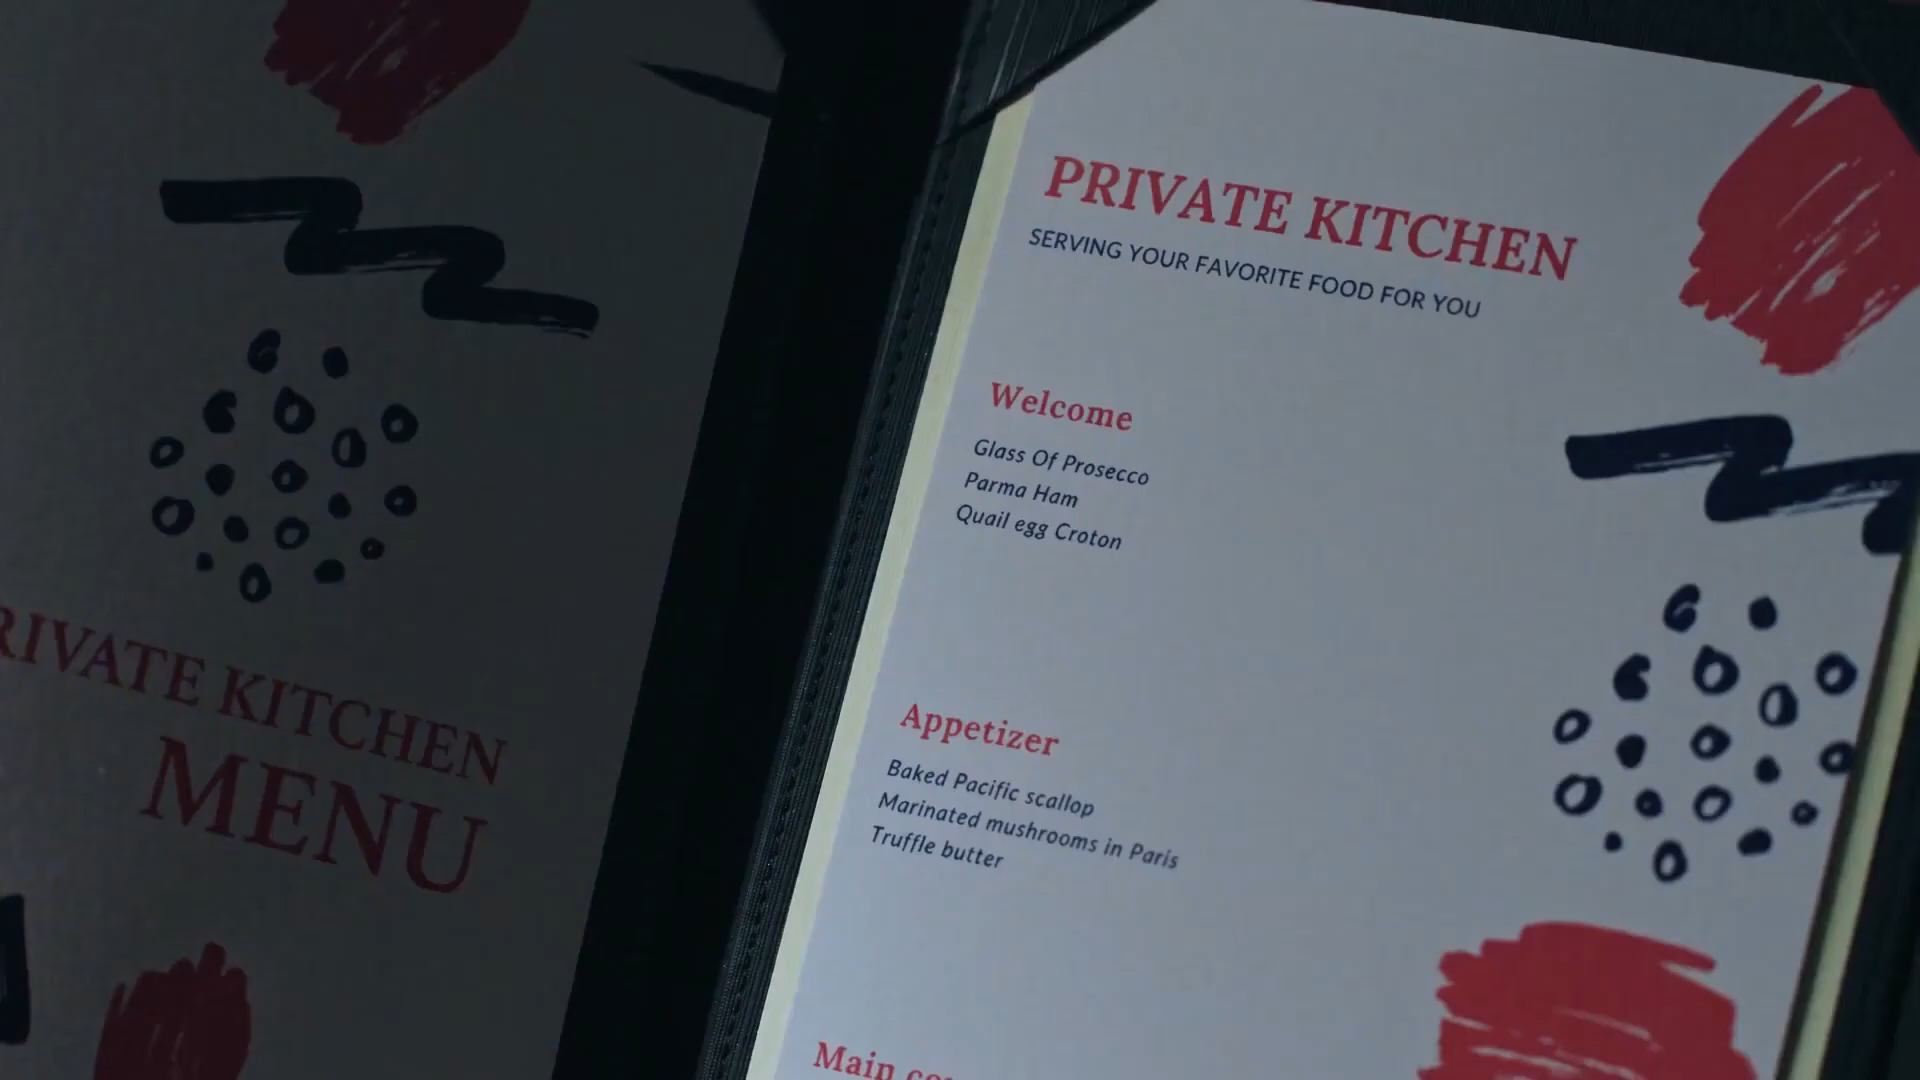 PRIVATE KITCHEN
MENU
PRIVATE KITCHEN
SERVING YOUR FAVORITE FOOD FOR YOU
Welcome
Glass Of Prosecco
Parma Ham
Quail egg Croton
Appetizer
Baked Pacific scallop
Marinated mushrooms in Paris
Truffle butter
Main